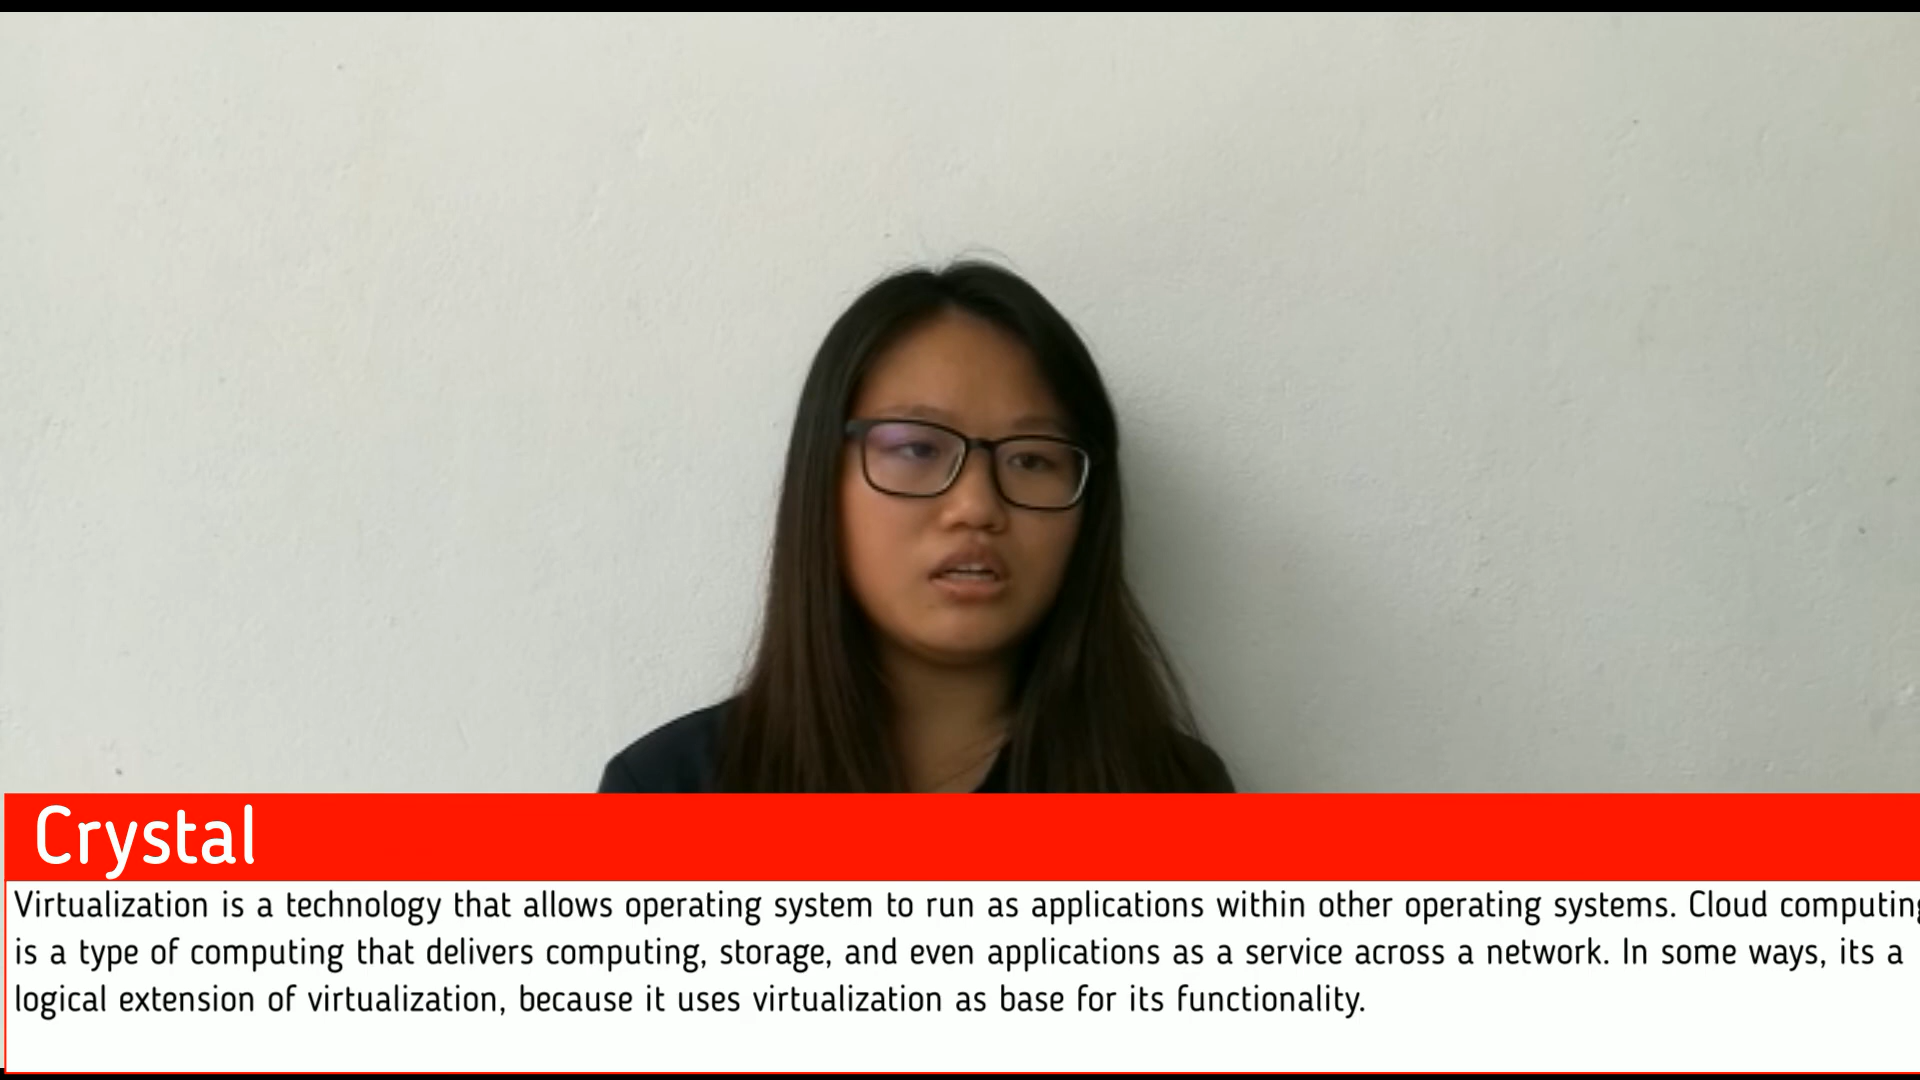 Crystal
Virtualization is a technology that allows operating system to run as applications within other operating systems. Cloud computing
is a type of computing that delivers computing, storage, and even applications as a service across a network. In some ways, its a
logical extension of virtualization, because it uses virtualization as base for its functionality.